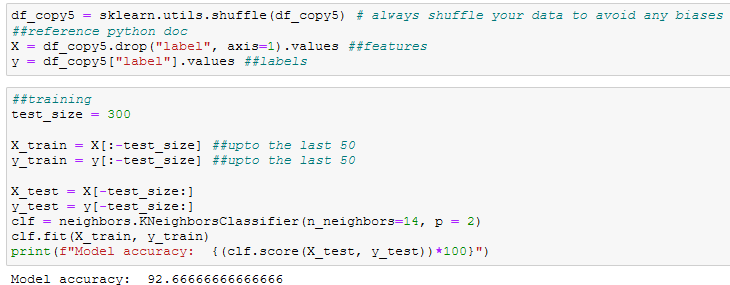 df_copy5 = sklearn.utils.shuffle(df_copy5) # always shuffle your data to avoid any biases
##reference python doc
X = df_copy5.drop("label", axis=1).values ##features
y = df_copy5["label"].values ##labels
##training
test_size = 300
X_train = X[:-test_size] ##upto the last 50
y_train = y[:-test_size] ##upto the last 50
X_test = X[-test_size:]
y_test = y[-test_size:]
clf = neighbors.KNeighborsClassifier(n_neighbors=14, p = 2)
clf.fit(X_train, y_train)
print(f"Model accuracy:  {(clf.score(X_test, y_test))*100}")
Model accuracy:  92.66666666666666